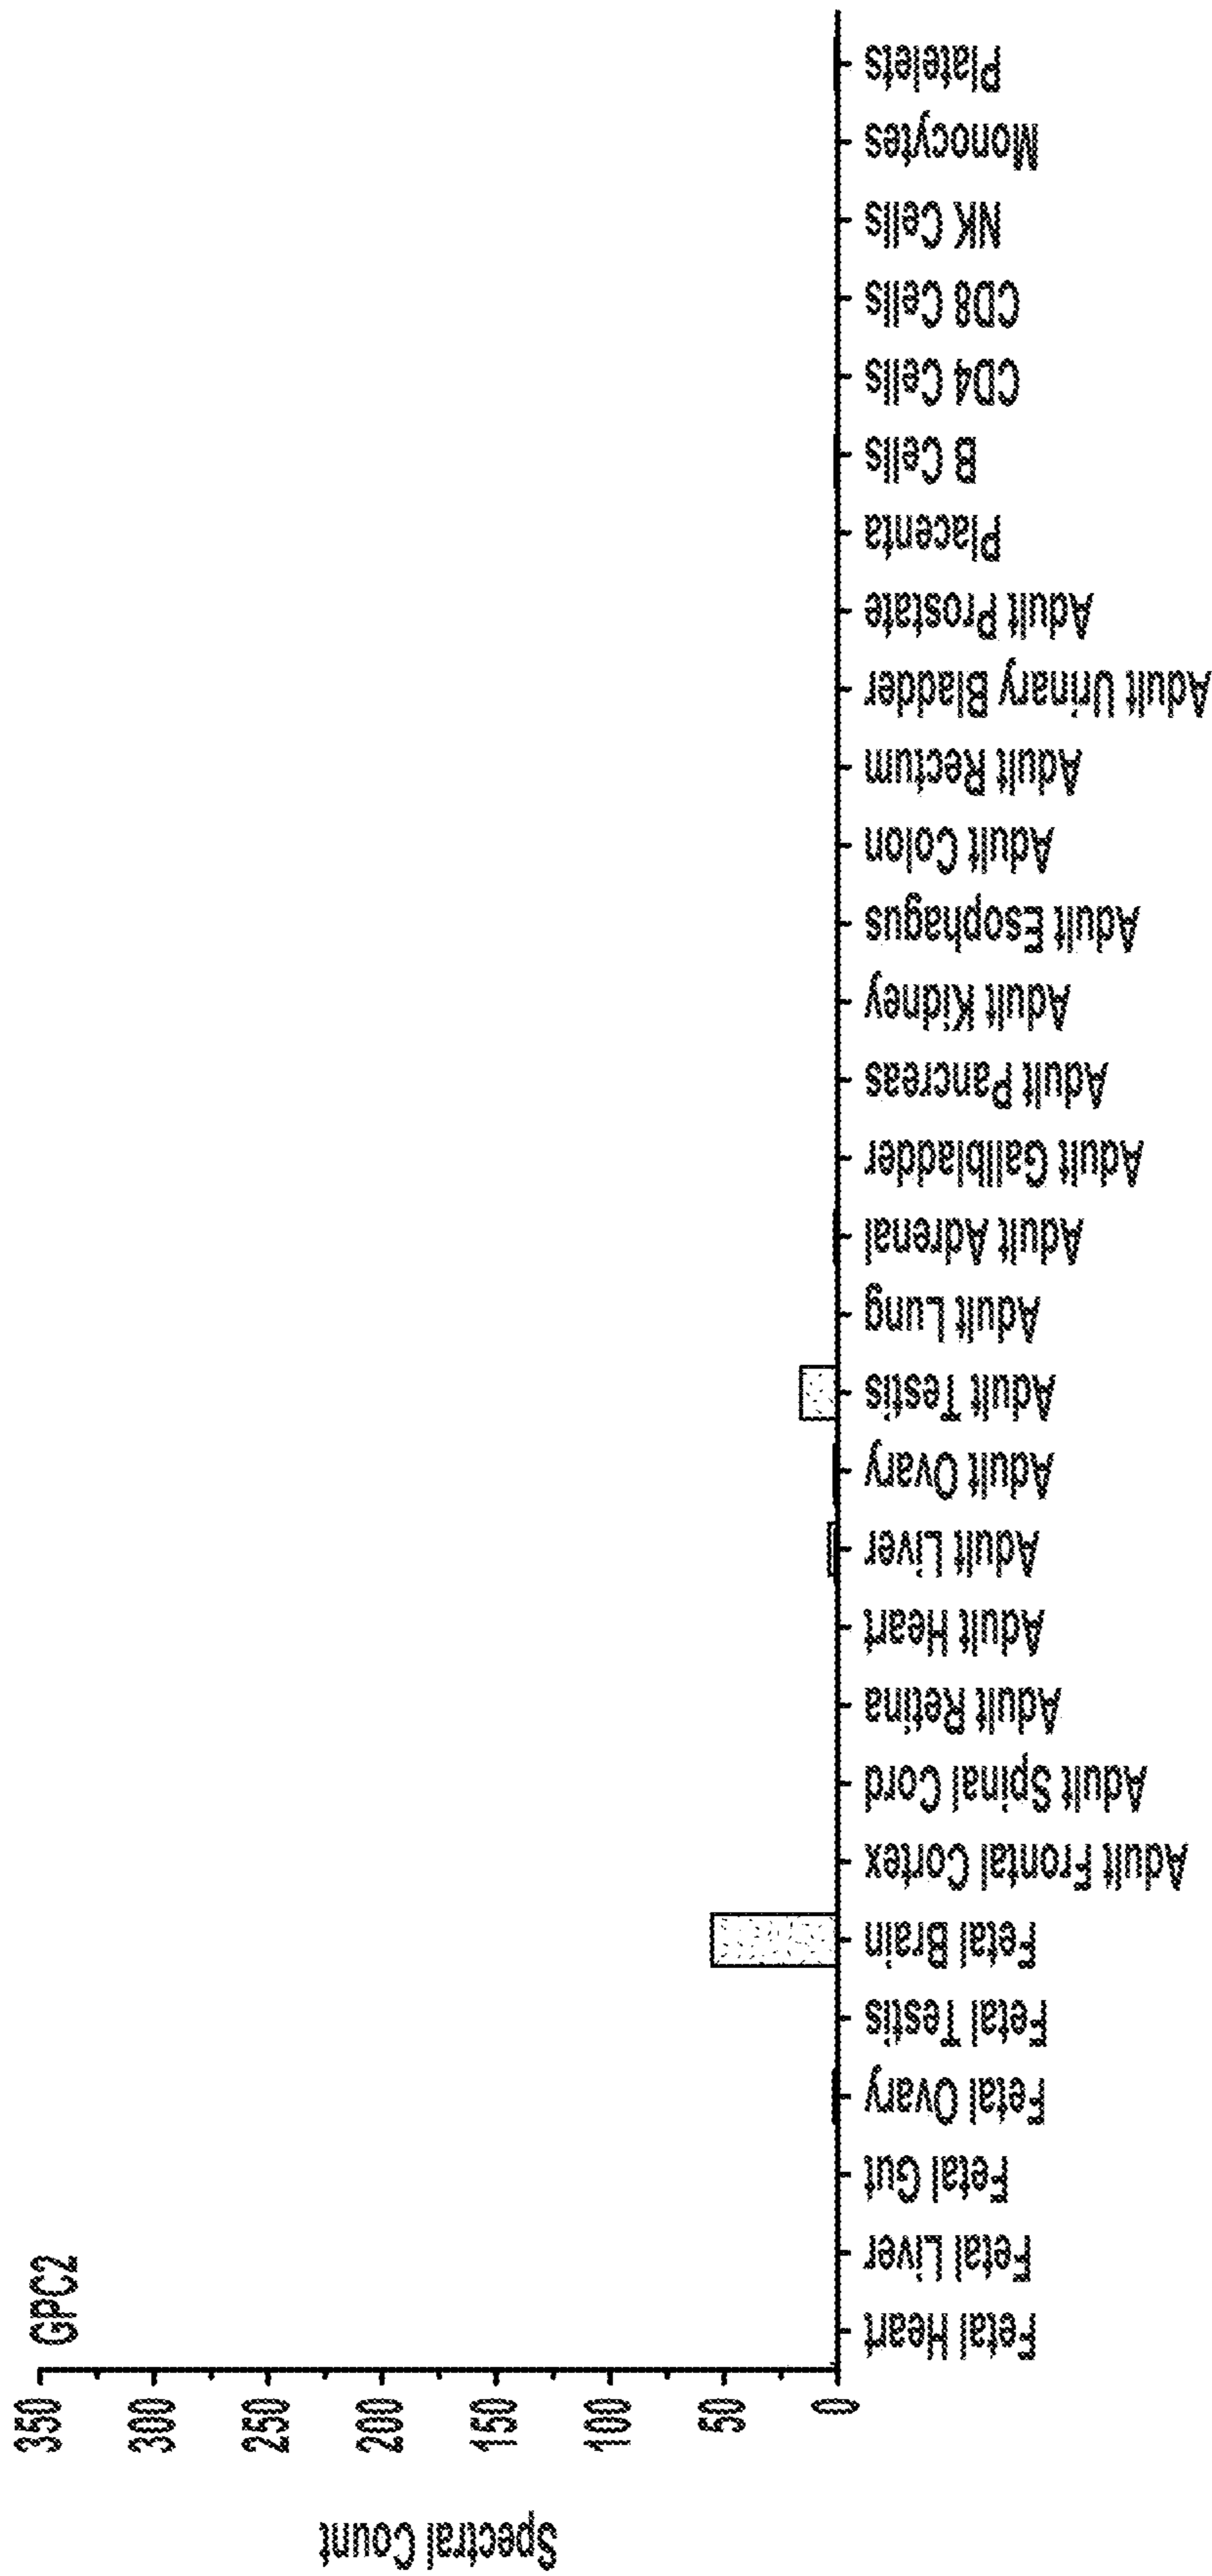 GPC2
Spectral Count
350
300
250
200
150
100
50
0
Fetal Heart
Fetal Liver
Fetal Gut
Fetal Ovary
Fetal Testis
Fetal Brain
Adult Frontal Cortex
Adult Spinal Cord
Adult Retina
Adult Heart
Adult Liver
Adult Ovary
Adult Testis
Adult Lung
Adult Adrenal
Adult Gallbladder
Adult Pancreas
Adult Kidney
Adult Esophagus
Adult Colon
Adult Rectum
Adult Urinary Bladder
Adult Prostate
Placenta
B Cells
CD4 Cells
CD8 Cells
NK Cells
Monocytes
Platelets